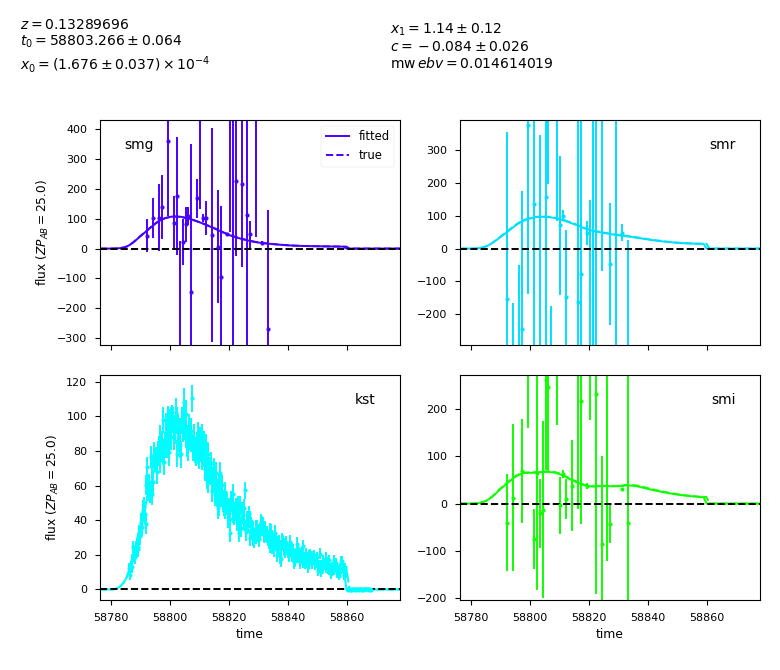 z = 0.13289696
t₀ = 58803.266 ± 0.064
x₀ = (1.676 ± 0.037) × 10⁻⁴
x₁ = 1.14 ± 0.12
c = −0.084 ± 0.026
mw ebv = 0.014614019
400
300
200
100
0
−100
−200
−300
flux (ZP_AB = 25.0)
smg
fitted
true
300
200
100
0
−100
−200
smr
120
100
80
60
40
20
0
flux (ZP_AB = 25.0)
kst
58780 58800 58820 58840 58860
time
200
100
0
−100
−200
smi
58780 58800 58820 58840 58860
time